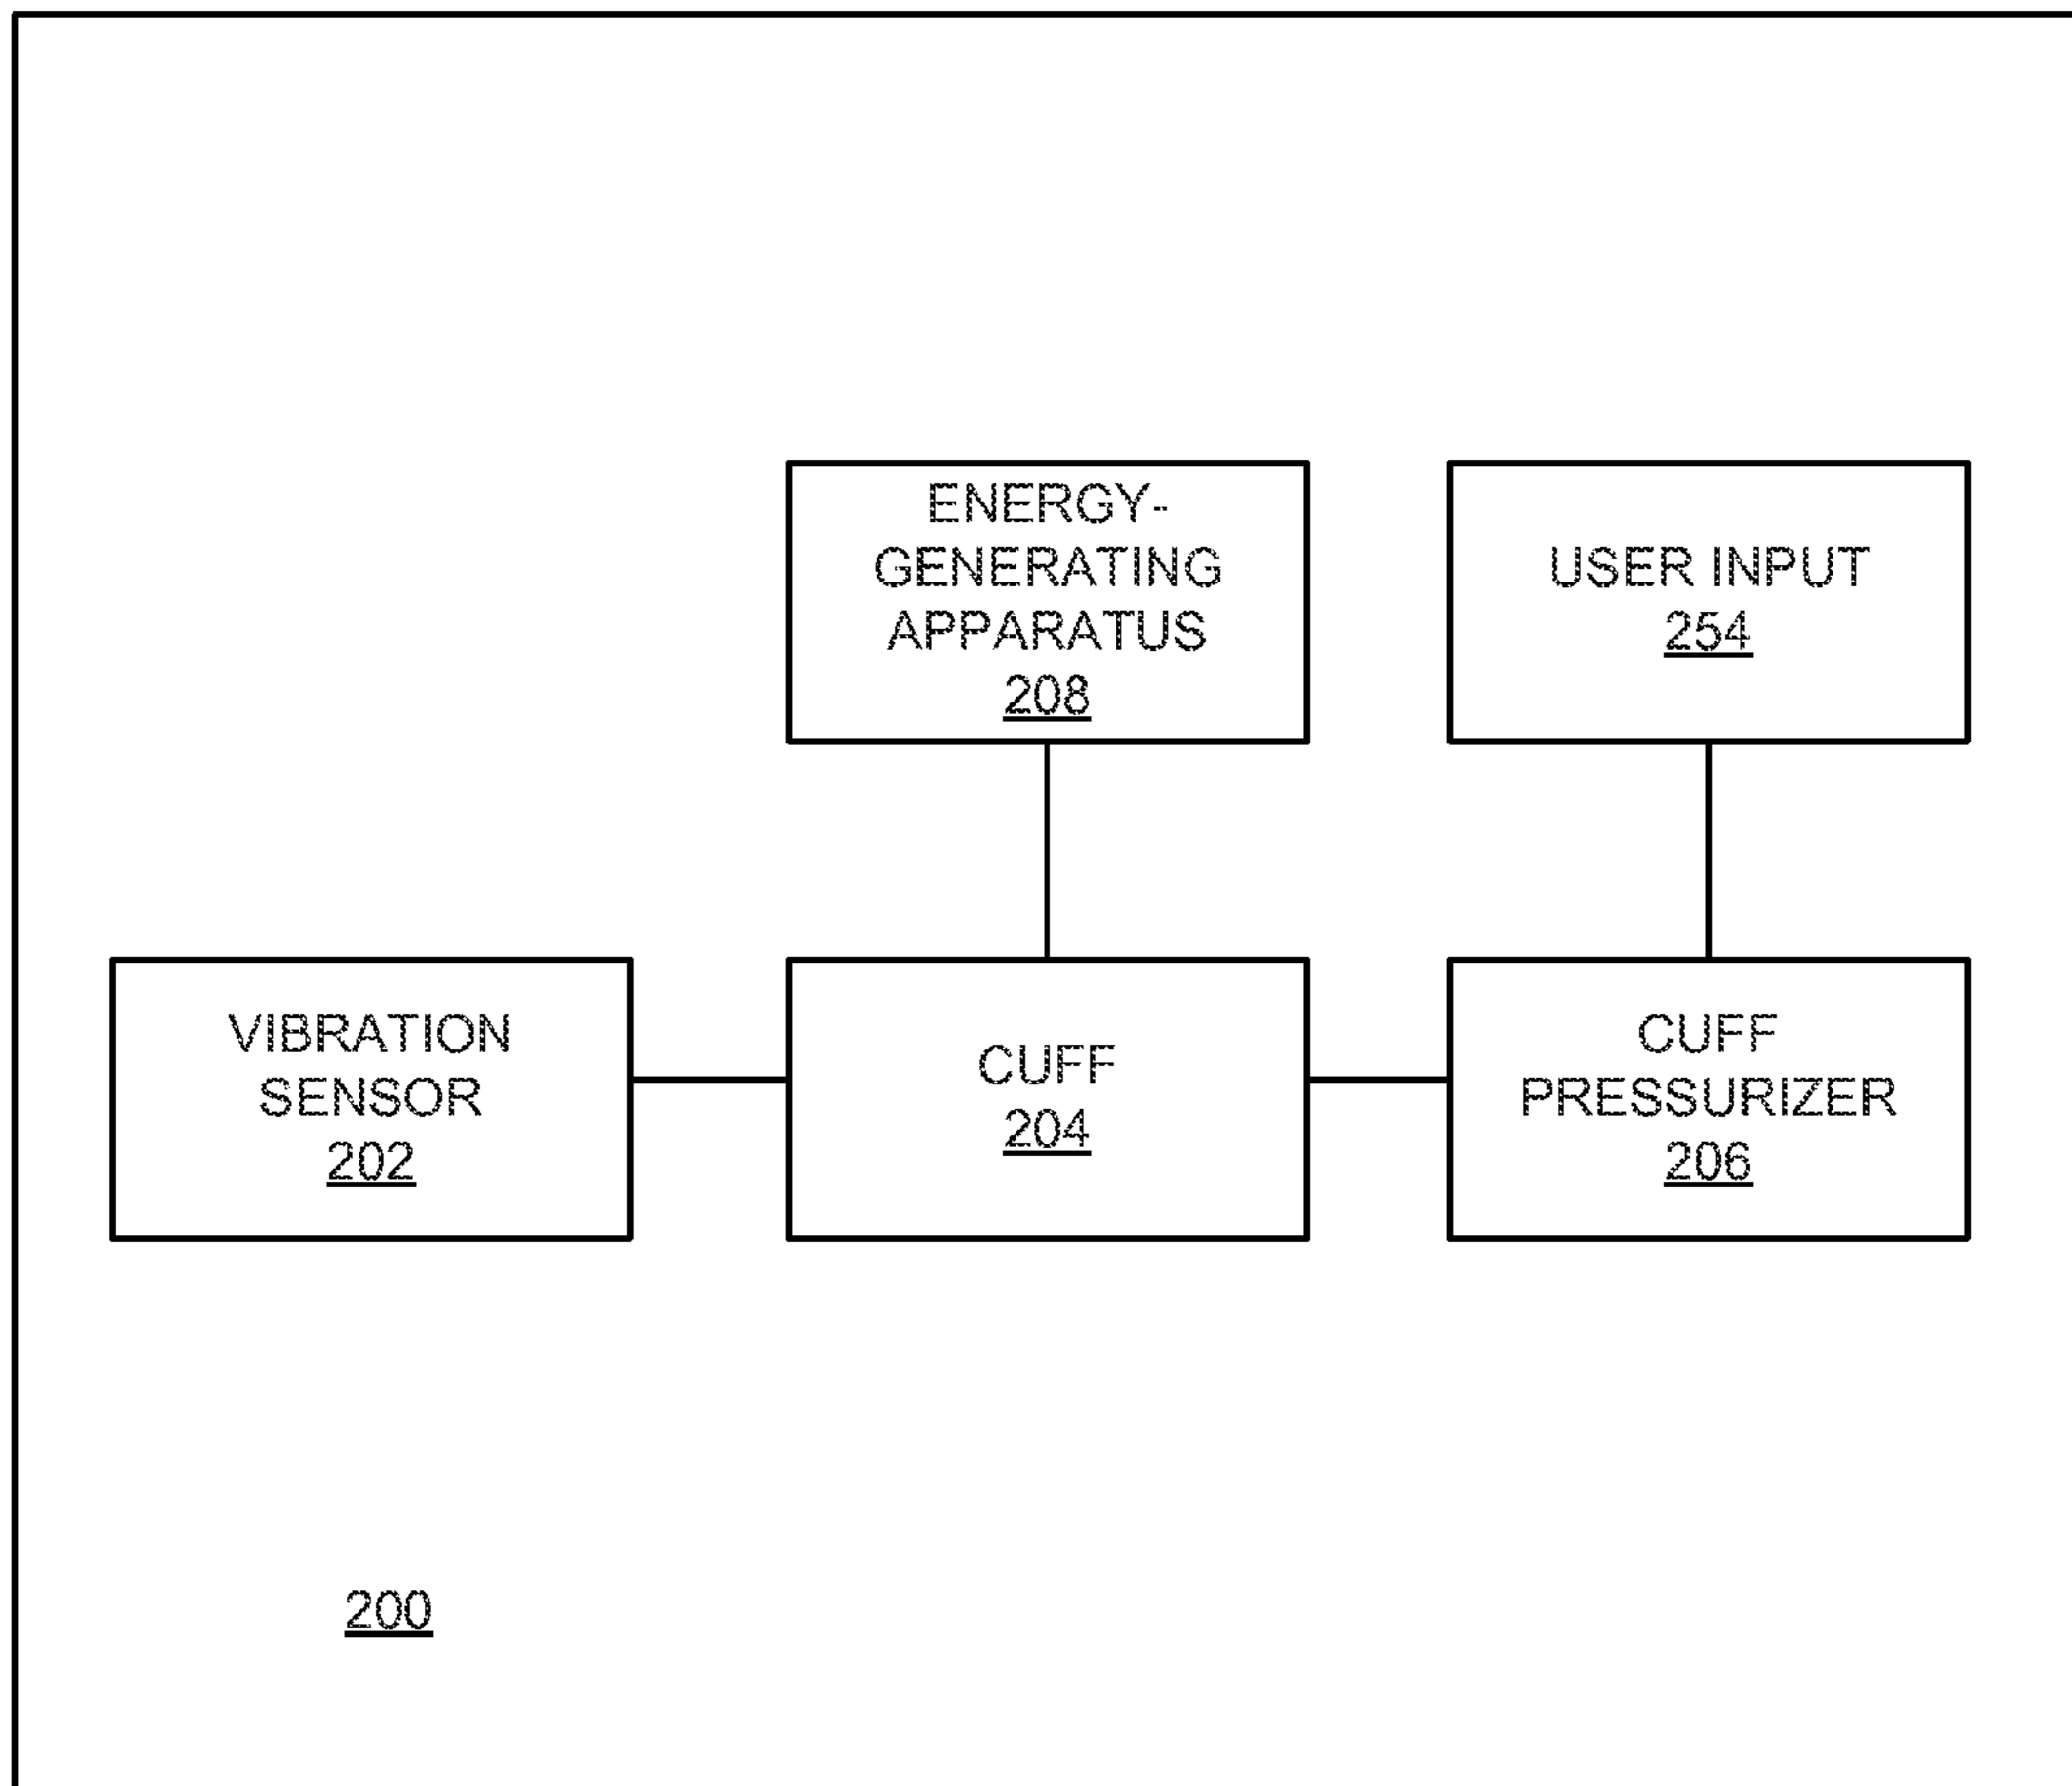 ENERGY-
GENERATING
APPARATUS
208
USER INPUT
254
VIBRATION
SENSOR
202
CUFF
204
CUFF
PRESSURIZER
206
200